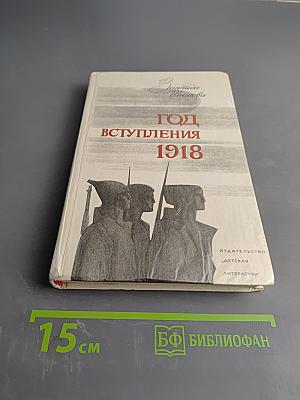 Зинаида
Шишова
ГОД
ВСТУПЛЕНИЯ
1918
ИЗДАТЕЛЬСТВО
„ДЕТСКАЯ
ЛИТЕРАТУРА"
15 см
БФ БИБЛИОФАН